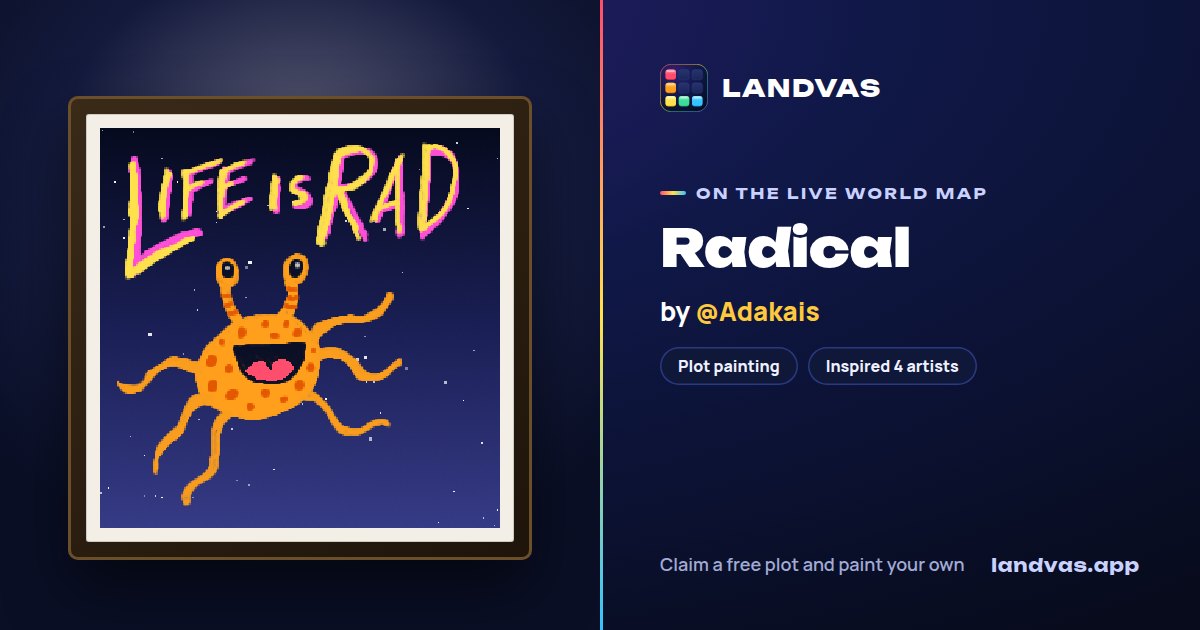 LIFE IS RAD
LANDVAS
ON THE LIVE WORLD MAP
Radical
by @Adakais
Plot painting
Inspired 4 artists
Claim a free plot and paint your own
landvas.app